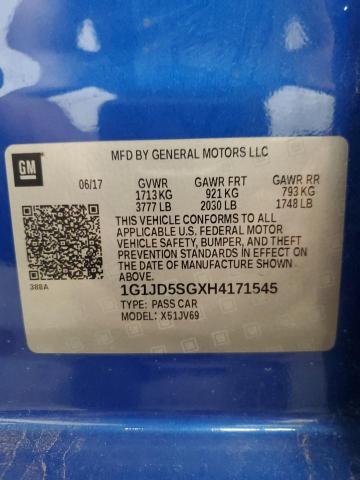 MFD BY GENERAL MOTORS LLC
GM
06/17 GVWR GAWR FRT GAWR RR
1713 KG 921 KG 793 KG
3777 LB 2030 LB 1748 LB
THIS VEHICLE CONFORMS TO ALL
APPLICABLE U.S. FEDERAL MOTOR
VEHICLE SAFETY, BUMPER, AND THEFT
PREVENTION STANDARDS IN EFFECT ON
THE DATE OF MANUFACTURE SHOWN
ABOVE.
388A 1G1JD5SGXH4171545
TYPE: PASS CAR
MODEL: X51JV69